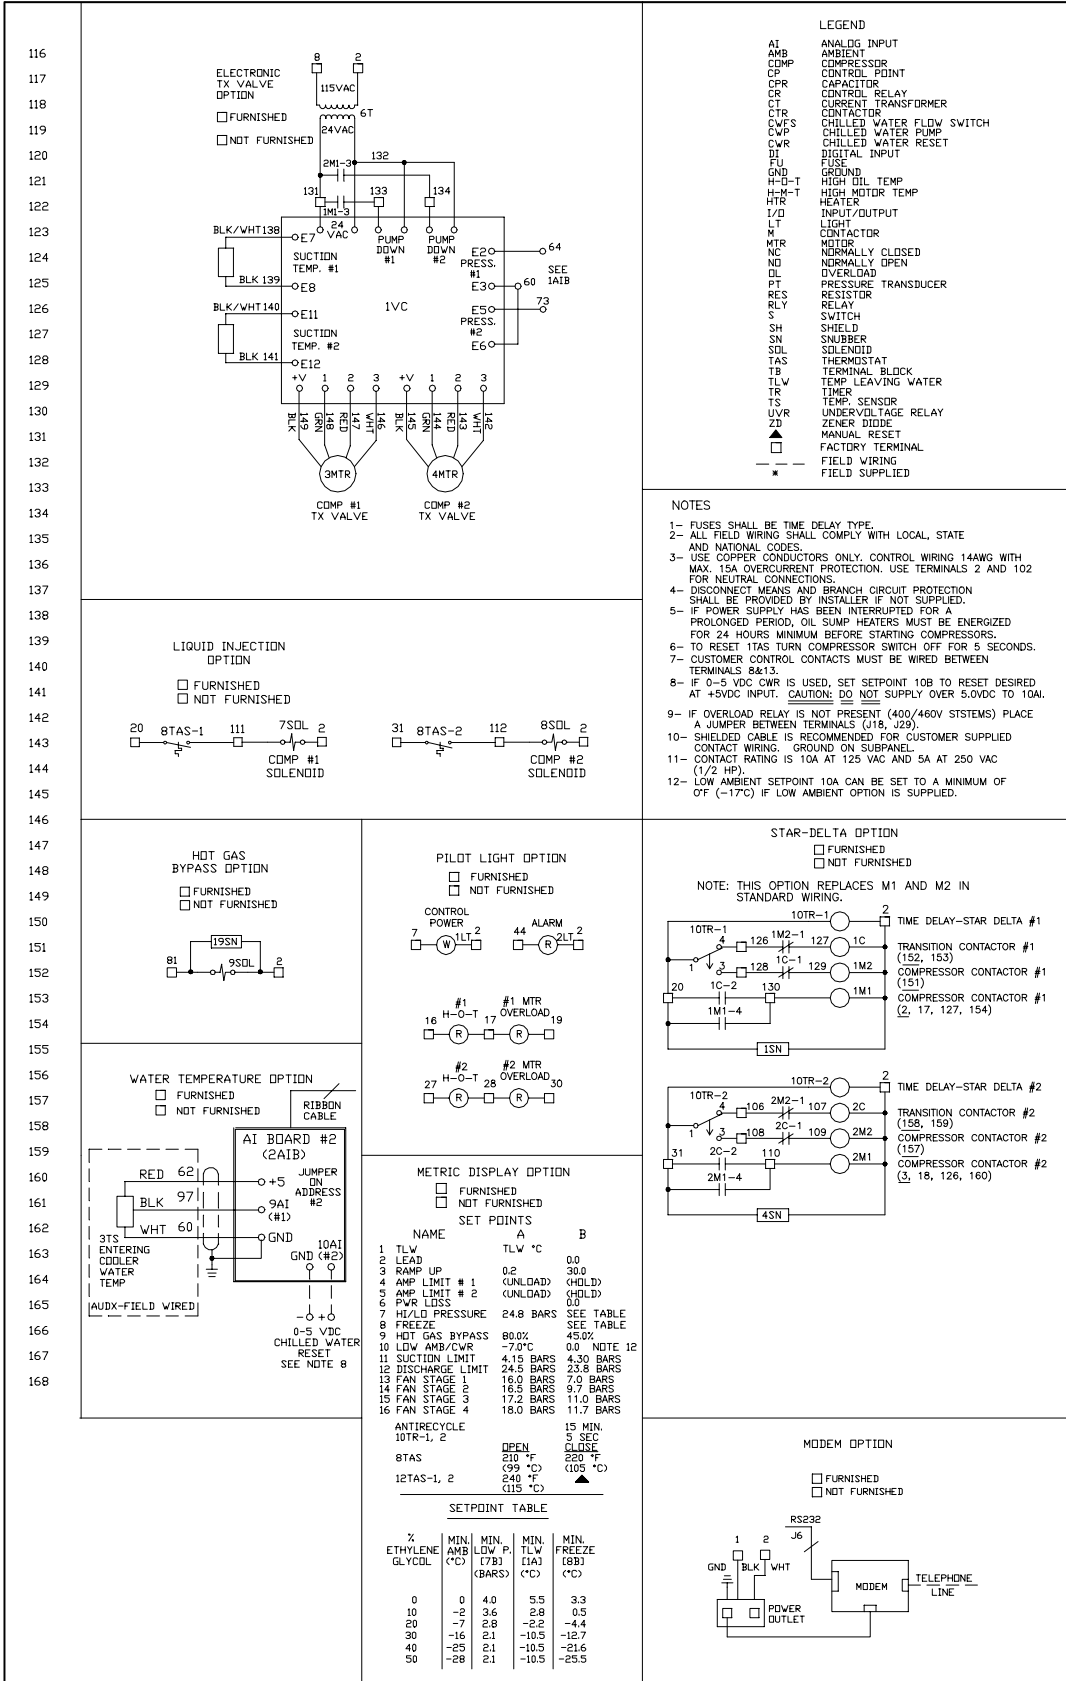 116
117
118
119
120
121
122
123
124
125
126
127
128
129
130
131
132
133
134
135
136
137
138
139
140
141
142
143
144
145
146
147
148
149
150
151
152
153
154
155
156
157
158
159
160
161
162
163
164
165
166
167
168
ELECTRONIC
TX VALVE
OPTION
FURNISHED
NOT FURNISHED
8 2
115VAC
6T
24VAC
132
2M1-3
131 133 134
1M1-3
BLK/WHT 138 E7
24
VAC
PUMP
DOWN
#1
PUMP
DOWN
#2
SUCTION
TEMP. #1
BLK 139 E8
E2 64
PRESS.
#1
SEE
1AIB
E3 60
BLK/WHT 140 E11
1VC
E5 73
PRESS.
#2
E6
SUCTION
TEMP. #2
BLK 141 E12
+V 1 2 3 +V 1 2 3
BLK 149
GRN 148
RED 147
WHT 146
BLK 145
GRN 144
RED 143
WHT 142
3MTR 4MTR
COMP #1
TX VALVE
COMP #2
TX VALVE
LEGEND
AI ANALOG INPUT
AMB AMBIENT
COMP COMPRESSOR
CP CONTROL POINT
CPR CAPACITOR
CR CONTROL RELAY
CT CURRENT TRANSFORMER
CTR CONTACTOR
CWFS CHILLED WATER FLOW SWITCH
CWP CHILLED WATER PUMP
CWR CHILLED WATER RESET
DI DIGITAL INPUT
FU FUSE
GND GROUND
H-O-T HIGH OIL TEMP
H-M-T HIGH MOTOR TEMP
HTR HEATER
I/O INPUT/OUTPUT
LT LIGHT
M CONTACTOR
MTR MOTOR
NC NORMALLY CLOSED
NO NORMALLY OPEN
OL OVERLOAD
PT PRESSURE TRANSDUCER
RES RESISTOR
RLY RELAY
S SWITCH
SH SHIELD
SN SNUBBER
SOL SOLENOID
TAS THERMOSTAT
TB TERMINAL BLOCK
TLW TEMP LEAVING WATER
TR TIMER
TS TEMP. SENSOR
UVR UNDERVOLTAGE RELAY
ZD ZENER DIODE
▲ MANUAL RESET
□ FACTORY TERMINAL
— — — FIELD WIRING
* FIELD SUPPLIED
NOTES
1- FUSES SHALL BE TIME DELAY TYPE.
2- ALL FIELD WIRING SHALL COMPLY WITH LOCAL, STATE
AND NATIONAL CODES.
3- USE COPPER CONDUCTORS ONLY. CONTROL WIRING 14AWG WITH
MAX. 15A OVERCURRENT PROTECTION. USE TERMINALS 2 AND 102
FOR NEUTRAL CONNECTIONS.
4- DISCONNECT MEANS AND BRANCH CIRCUIT PROTECTION
SHALL BE PROVIDED BY INSTALLER IF NOT SUPPLIED.
5- IF POWER SUPPLY HAS BEEN INTERRUPTED FOR A
PROLONGED PERIOD, OIL SUMP HEATERS MUST BE ENERGIZED
FOR 24 HOURS MINIMUM BEFORE STARTING COMPRESSORS.
6- TO RESET 1TAS TURN COMPRESSOR SWITCH OFF FOR 5 SECONDS.
7- CUSTOMER CONTROL CONTACTS MUST BE WIRED BETWEEN
TERMINALS 8&13.
8- IF 0-5 VDC CWR IS USED, SET SETPOINT 10B TO RESET DESIRED
AT +5VDC INPUT. CAUTION: DO NOT SUPPLY OVER 5.0VDC TO 10AI.
9- IF OVERLOAD RELAY IS NOT PRESENT (400/460V STSTEMS) PLACE
A JUMPER BETWEEN TERMINALS (J18, J29).
10- SHIELDED CABLE IS RECOMMENDED FOR CUSTOMER SUPPLIED
CONTACT WIRING. GROUND ON SUBPANEL.
11- CONTACT RATING IS 10A AT 125 VAC AND 5A AT 250 VAC
(1/2 HP).
12- LOW AMBIENT SETPOINT 10A CAN BE SET TO A MINIMUM OF
0°F (-17°C) IF LOW AMBIENT OPTION IS SUPPLIED.
LIQUID INJECTION
OPTION
FURNISHED
NOT FURNISHED
20 8TAS-1 111 7SOL 2
COMP #1
SOLENOID
31 8TAS-2 112 8SOL 2
COMP #2
SOLENOID
HOT GAS
BYPASS OPTION
FURNISHED
NOT FURNISHED
19SN
81 9SOL 2
PILOT LIGHT OPTION
FURNISHED
NOT FURNISHED
CONTROL
POWER
7 W 1LT 2
ALARM
44 R 2LT 2
#1
H-O-T
#1 MTR
OVERLOAD
16 R 17 R 19
#2
H-O-T
#2 MTR
OVERLOAD
27 R 28 R 30
STAR-DELTA OPTION
FURNISHED
NOT FURNISHED
NOTE: THIS OPTION REPLACES M1 AND M2 IN
STANDARD WIRING.
10TR-1 2 TIME DELAY-STAR DELTA #1
10TR-1
1 4 126 1M2-1 127 1C TRANSITION CONTACTOR #1
(152, 153)
3 128 1C-1 129 1M2 COMPRESSOR CONTACTOR #1
(151)
20 1C-2 130 1M1 COMPRESSOR CONTACTOR #1
(2, 17, 127, 154)
1M1-4
1SN
10TR-2 2 TIME DELAY-STAR DELTA #2
10TR-2
1 4 106 2M2-1 107 2C TRANSITION CONTACTOR #2
(158, 159)
3 108 2C-1 109 2M2 COMPRESSOR CONTACTOR #2
(157)
31 2C-2 110 2M1 COMPRESSOR CONTACTOR #2
(3, 18, 126, 160)
2M1-4
4SN
WATER TEMPERATURE OPTION
FURNISHED
NOT FURNISHED
RIBBON
CABLE
AI BOARD #2
(2AIB)
JUMPER
ON
ADDRESS
#2
RED 62 +5
BLK 97 9AI
(#1)
WHT 60 GND
3TS
ENTERING
COOLER
WATER
TEMP
10AI
GND (#2)
AUDX-FIELD WIRED
- +
0-5 VDC
CHILLED WATER
RESET
SEE NOTE 8
METRIC DISPLAY OPTION
FURNISHED
NOT FURNISHED
SET POINTS
NAME A B
1 TLW TLW °C
2 LEAD 0.0
3 RAMP UP 0.2 30.0
4 AMP LIMIT # 1 (UNLOAD) (HOLD)
5 AMP LIMIT # 2 (UNLOAD) (HOLD)
6 PWR LOSS 0.0
7 HI/LO PRESSURE 24.8 BARS SEE TABLE
8 FREEZE SEE TABLE
9 HOT GAS BYPASS 80.0% 45.0%
10 LOW AMB/CWR -7.0°C 0.0 NOTE 12
11 SUCTION LIMIT 4.15 BARS 4.30 BARS
12 DISCHARGE LIMIT 24.5 BARS 23.8 BARS
13 FAN STAGE 1 16.0 BARS 7.0 BARS
14 FAN STAGE 2 16.5 BARS 9.7 BARS
15 FAN STAGE 3 17.2 BARS 11.0 BARS
16 FAN STAGE 4 18.0 BARS 11.7 BARS
ANTIRECYCLE 15 MIN.
10TR-1, 2 5 SEC
OPEN CLOSE
8TAS 210 °F 220 °F
(99 °C) (105 °C)
12TAS-1, 2 240 °F ▲
(115 °C)
SETPOINT TABLE
% ETHYLENE GLYCOL MIN. AMB (°C) MIN. LOW P. [7B] (BARS) MIN. TLW [1A] (°C) MIN. FREEZE [8B] (°C)
0 0 4.0 5.5 3.3
10 -2 3.6 2.8 0.5
20 -7 2.8 -2.2 -4.4
30 -16 2.1 -10.5 -12.7
40 -25 2.1 -10.5 -21.6
50 -28 2.1 -10.5 -25.5
MODEM OPTION
FURNISHED
NOT FURNISHED
RS232
J6
1 2
GND BLK WHT
MODEM
TELEPHONE
LINE
POWER
OUTLET